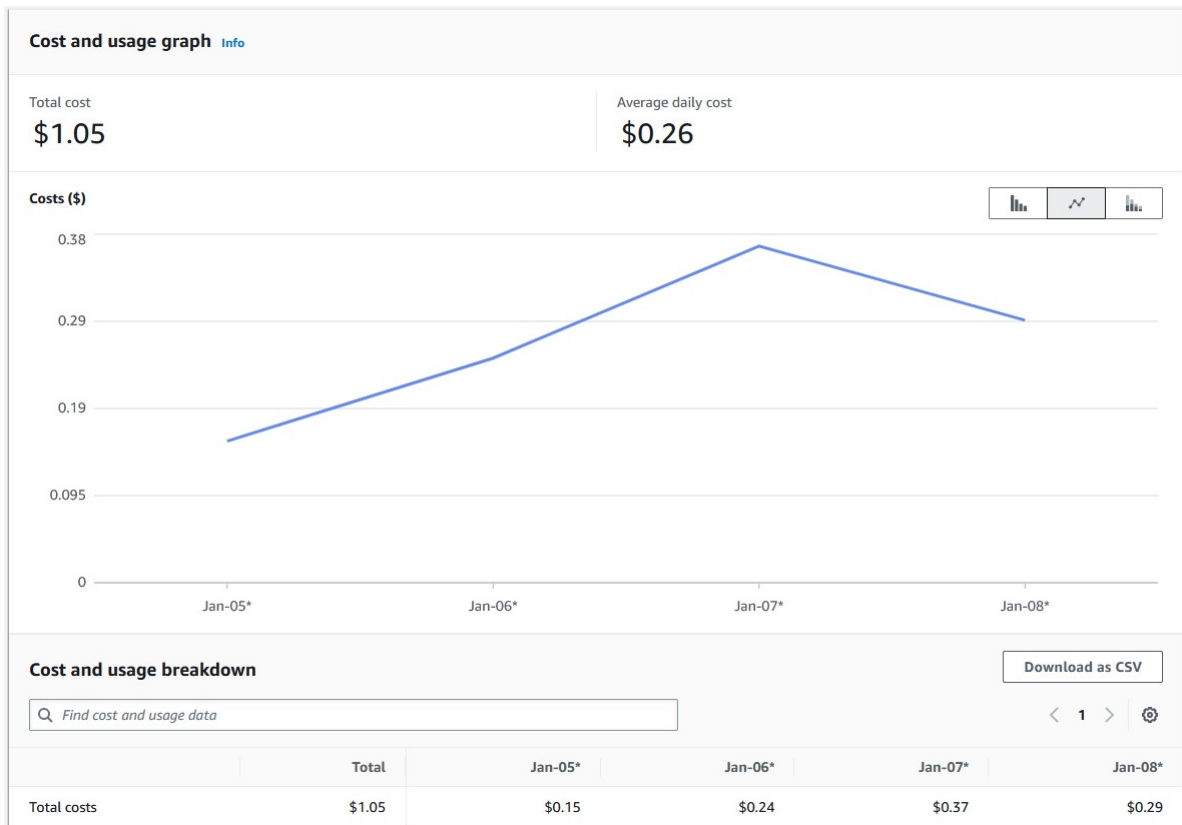 Cost and usage graph Info
Total cost
$1.05
Average daily cost
$0.26
Costs ($)
0.38
0.29
0.19
0.095
0
Jan-05* Jan-06* Jan-07* Jan-08*
Cost and usage breakdown
Download as CSV
Find cost and usage data
1
Total Jan-05* Jan-06* Jan-07* Jan-08*
Total costs $1.05 $0.15 $0.24 $0.37 $0.29